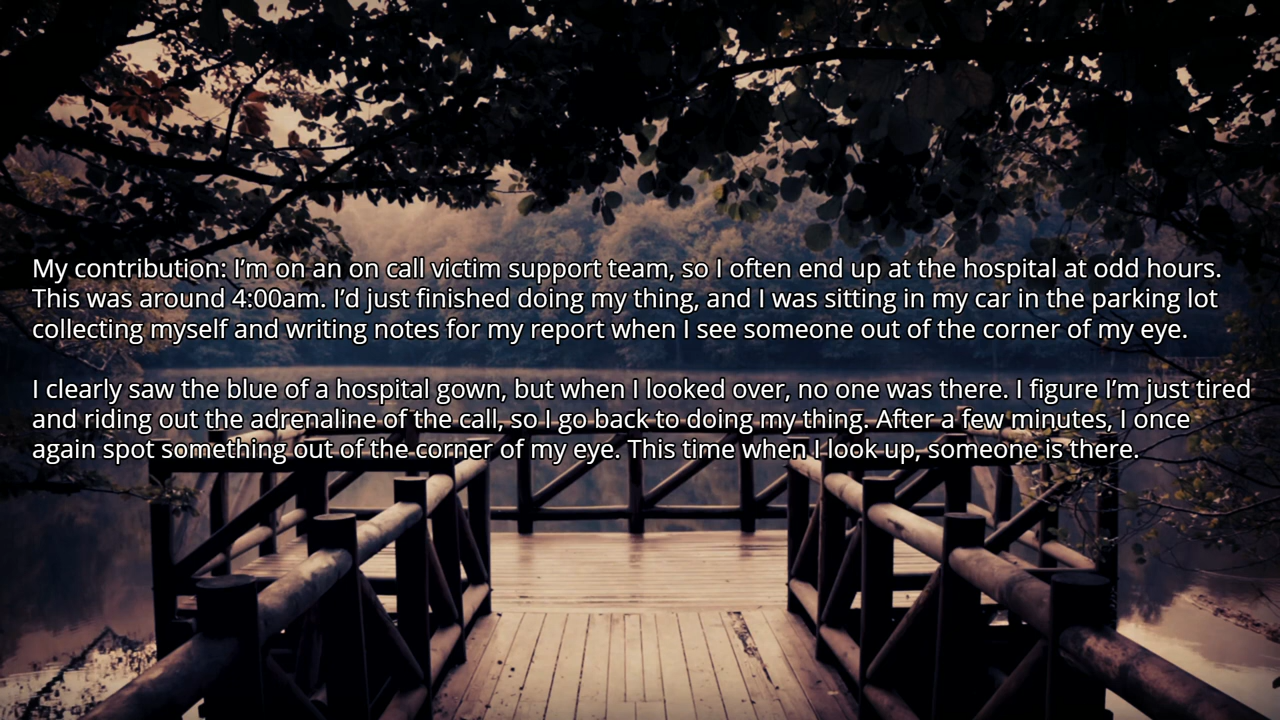 My contribution: I’m on an on call victim support team, so I often end up at the hospital at odd hours.
This was around 4:00am. I’d just finished doing my thing, and I was sitting in my car in the parking lot
collecting myself and writing notes for my report when I see someone out of the corner of my eye.
I clearly saw the blue of a hospital gown, but when I looked over, no one was there. I figure I’m just tired
and riding out the adrenaline of the call, so I go back to doing my thing. After a few minutes, I once
again spot something out of the corner of my eye. This time when I look up, someone is there.